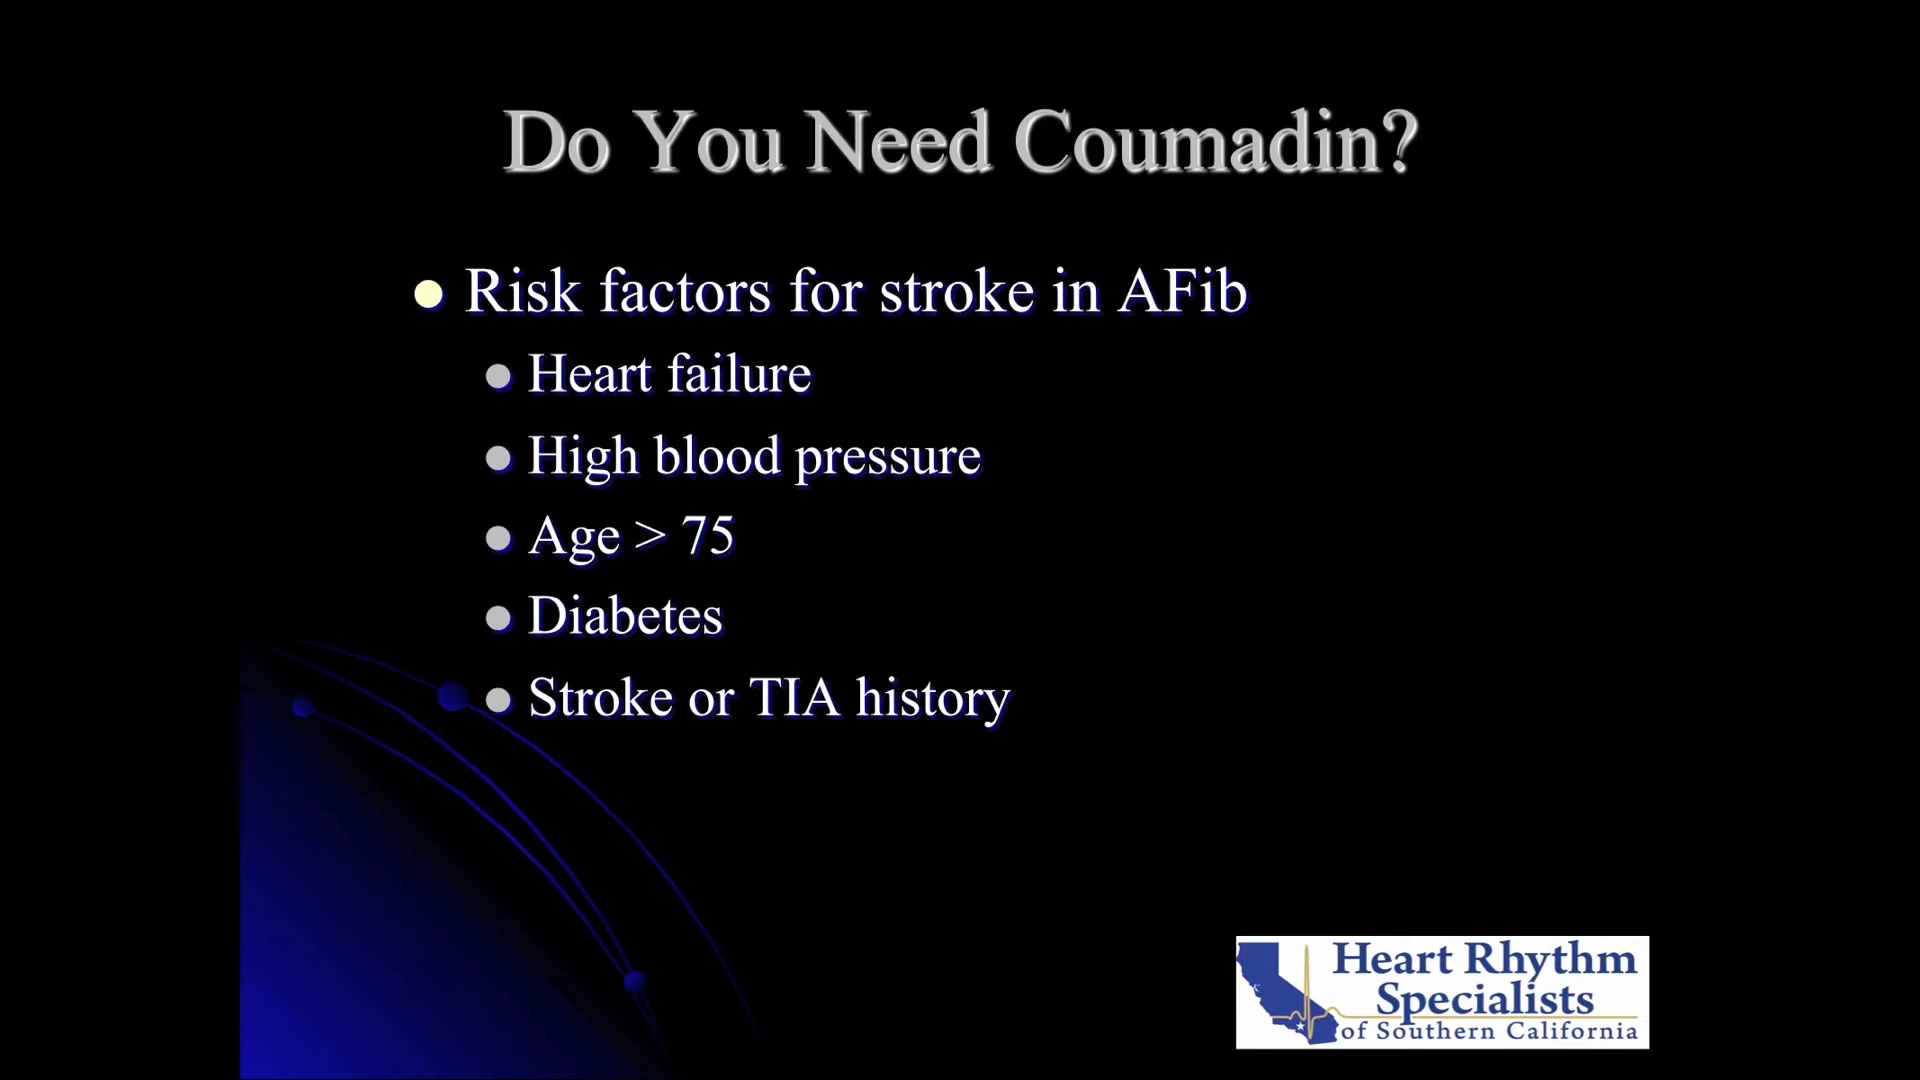 Do You Need Coumadin?
Risk factors for stroke in AFib
Heart failure
High blood pressure
Age > 75
Diabetes
Stroke or TIA history
Heart Rhythm
Specialists
of Southern California